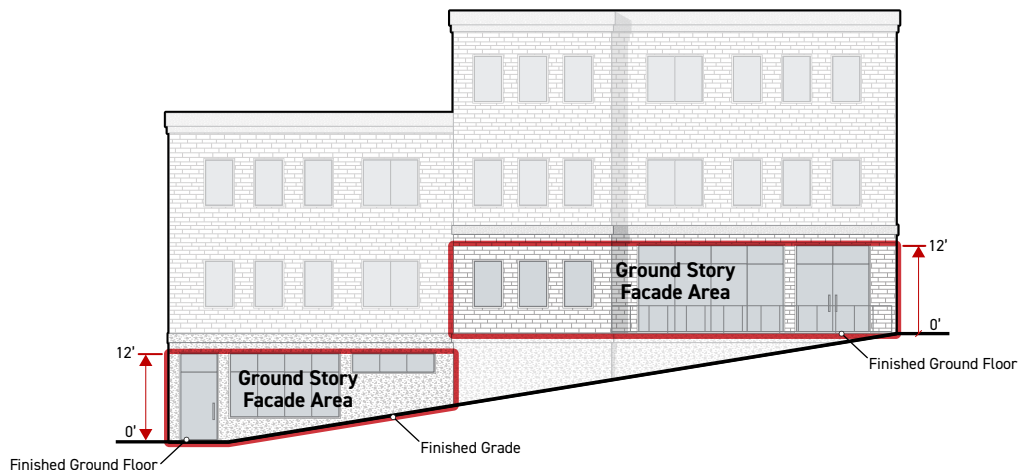 Ground Story
Facade Area
12'
0'
Finished Ground Floor
12'
Ground Story
Facade Area
0'
Finished Grade
Finished Ground Floor